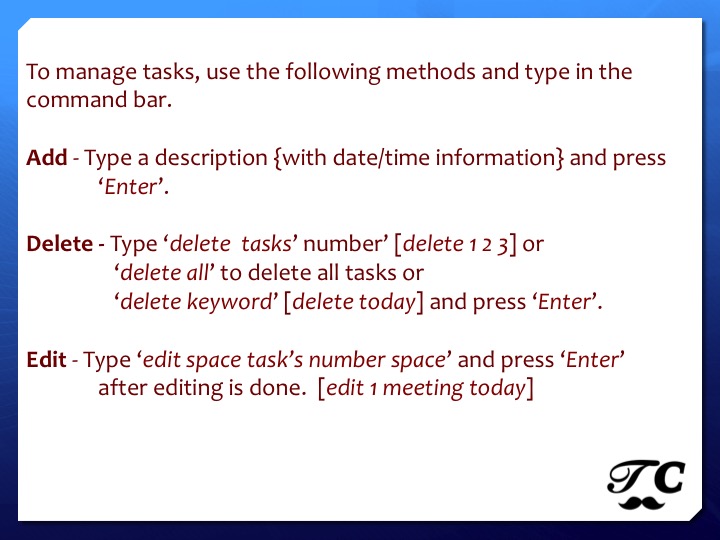 To manage tasks, use the following methods and type in the
command bar.
Add - Type a description {with date/time information} and press
‘Enter’.
Delete - Type ‘delete  tasks’ number’ [delete 1 2 3] or
‘delete all’ to delete all tasks or
‘delete keyword’ [delete today] and press ‘Enter’.
Edit - Type ‘edit space task’s number space’ and press ‘Enter’
after editing is done.  [edit 1 meeting today]
TC